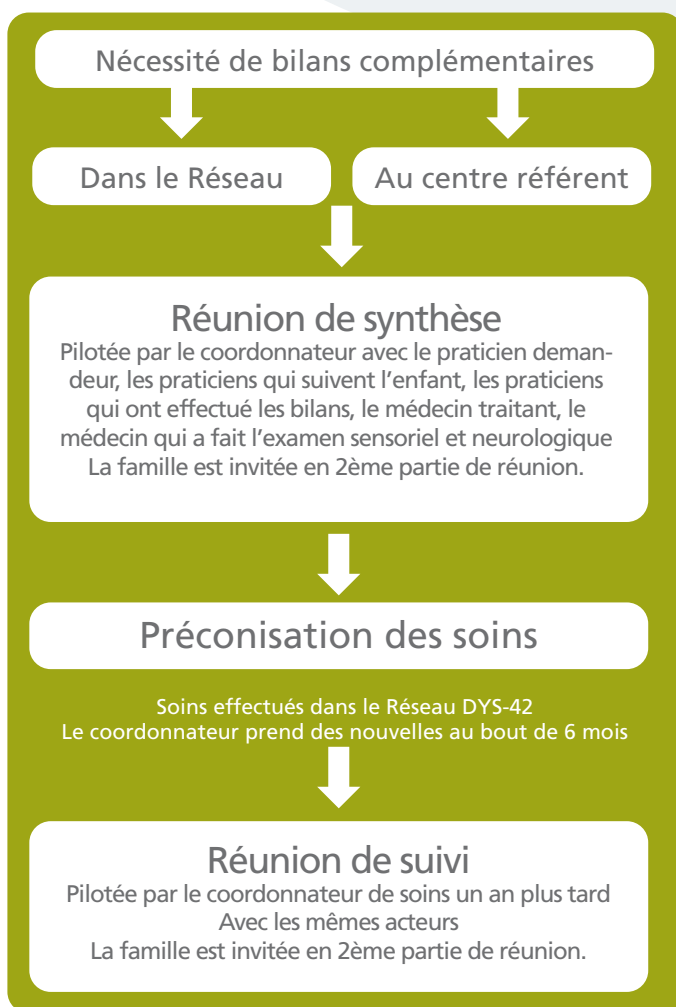 Nécessité de bilans complémentaires
Dans le Réseau
Au centre référent
Réunion de synthèse
Pilotée par le coordonnateur avec le praticien deman-
deur, les praticiens qui suivent l'enfant, les praticiens
qui ont effectué les bilans, le médecin traitant, le
médecin qui a fait l'examen sensoriel et neurologique
La famille est invitée en 2ème partie de réunion.
Préconisation des soins
Soins effectués dans le Réseau DYS-42
Le coordonnateur prend des nouvelles au bout de 6 mois
Réunion de suivi
Pilotée par le coordonnateur de soins un an plus tard
Avec les mêmes acteurs
La famille est invitée en 2ème partie de réunion.